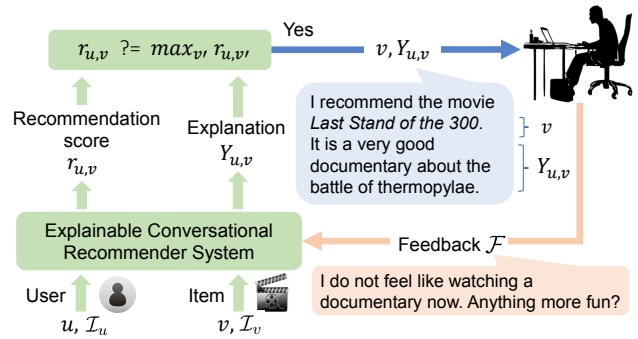 r_{u,v} ?= max_{v'} r_{u,v'}
Yes
v, Y_{u,v}
I recommend the movie
Last Stand of the 300.
It is a very good
documentary about the
battle of thermopylae.
v
Y_{u,v}
Recommendation
score
r_{u,v}
Explanation
Y_{u,v}
Explainable Conversational
Recommender System
Feedback ℱ
I do not feel like watching a
documentary now. Anything more fun?
User
Item
u, ℐ_u
v, ℐ_v